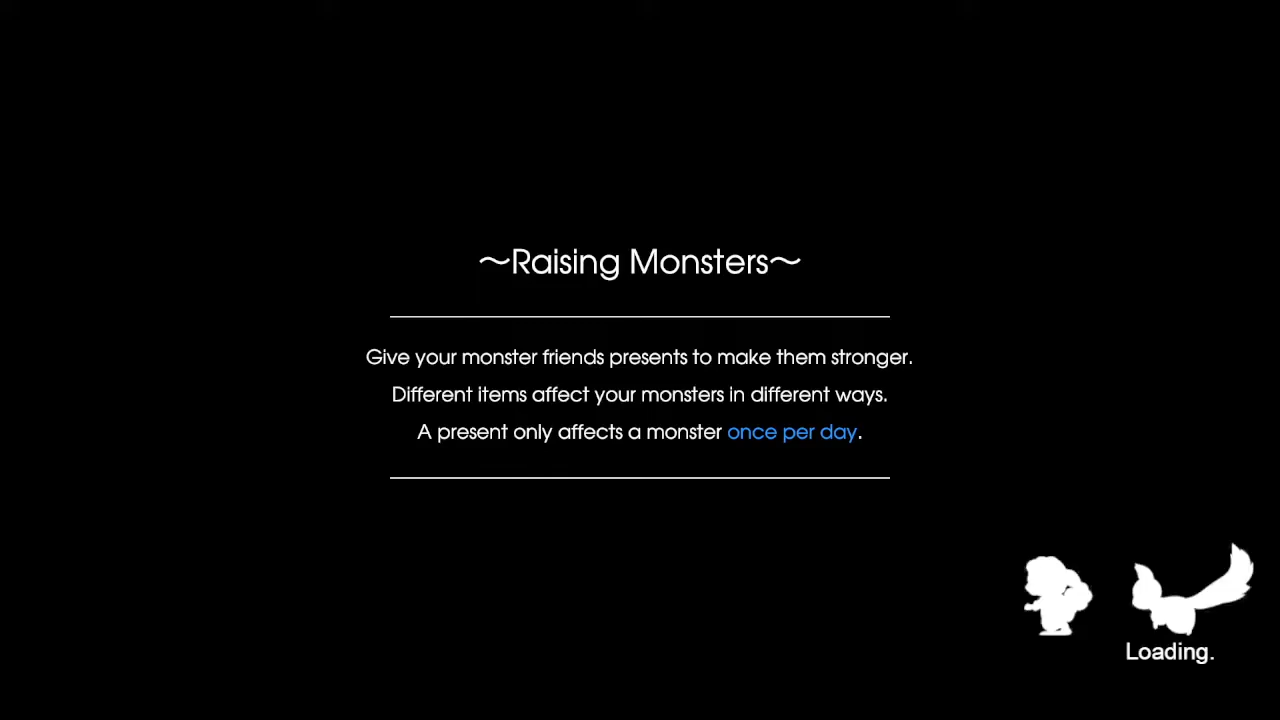 ～Raising Monsters～
Give your monster friends presents to make them stronger.
Different items affect your monsters in different ways.
A present only affects a monster once per day.
Loading.